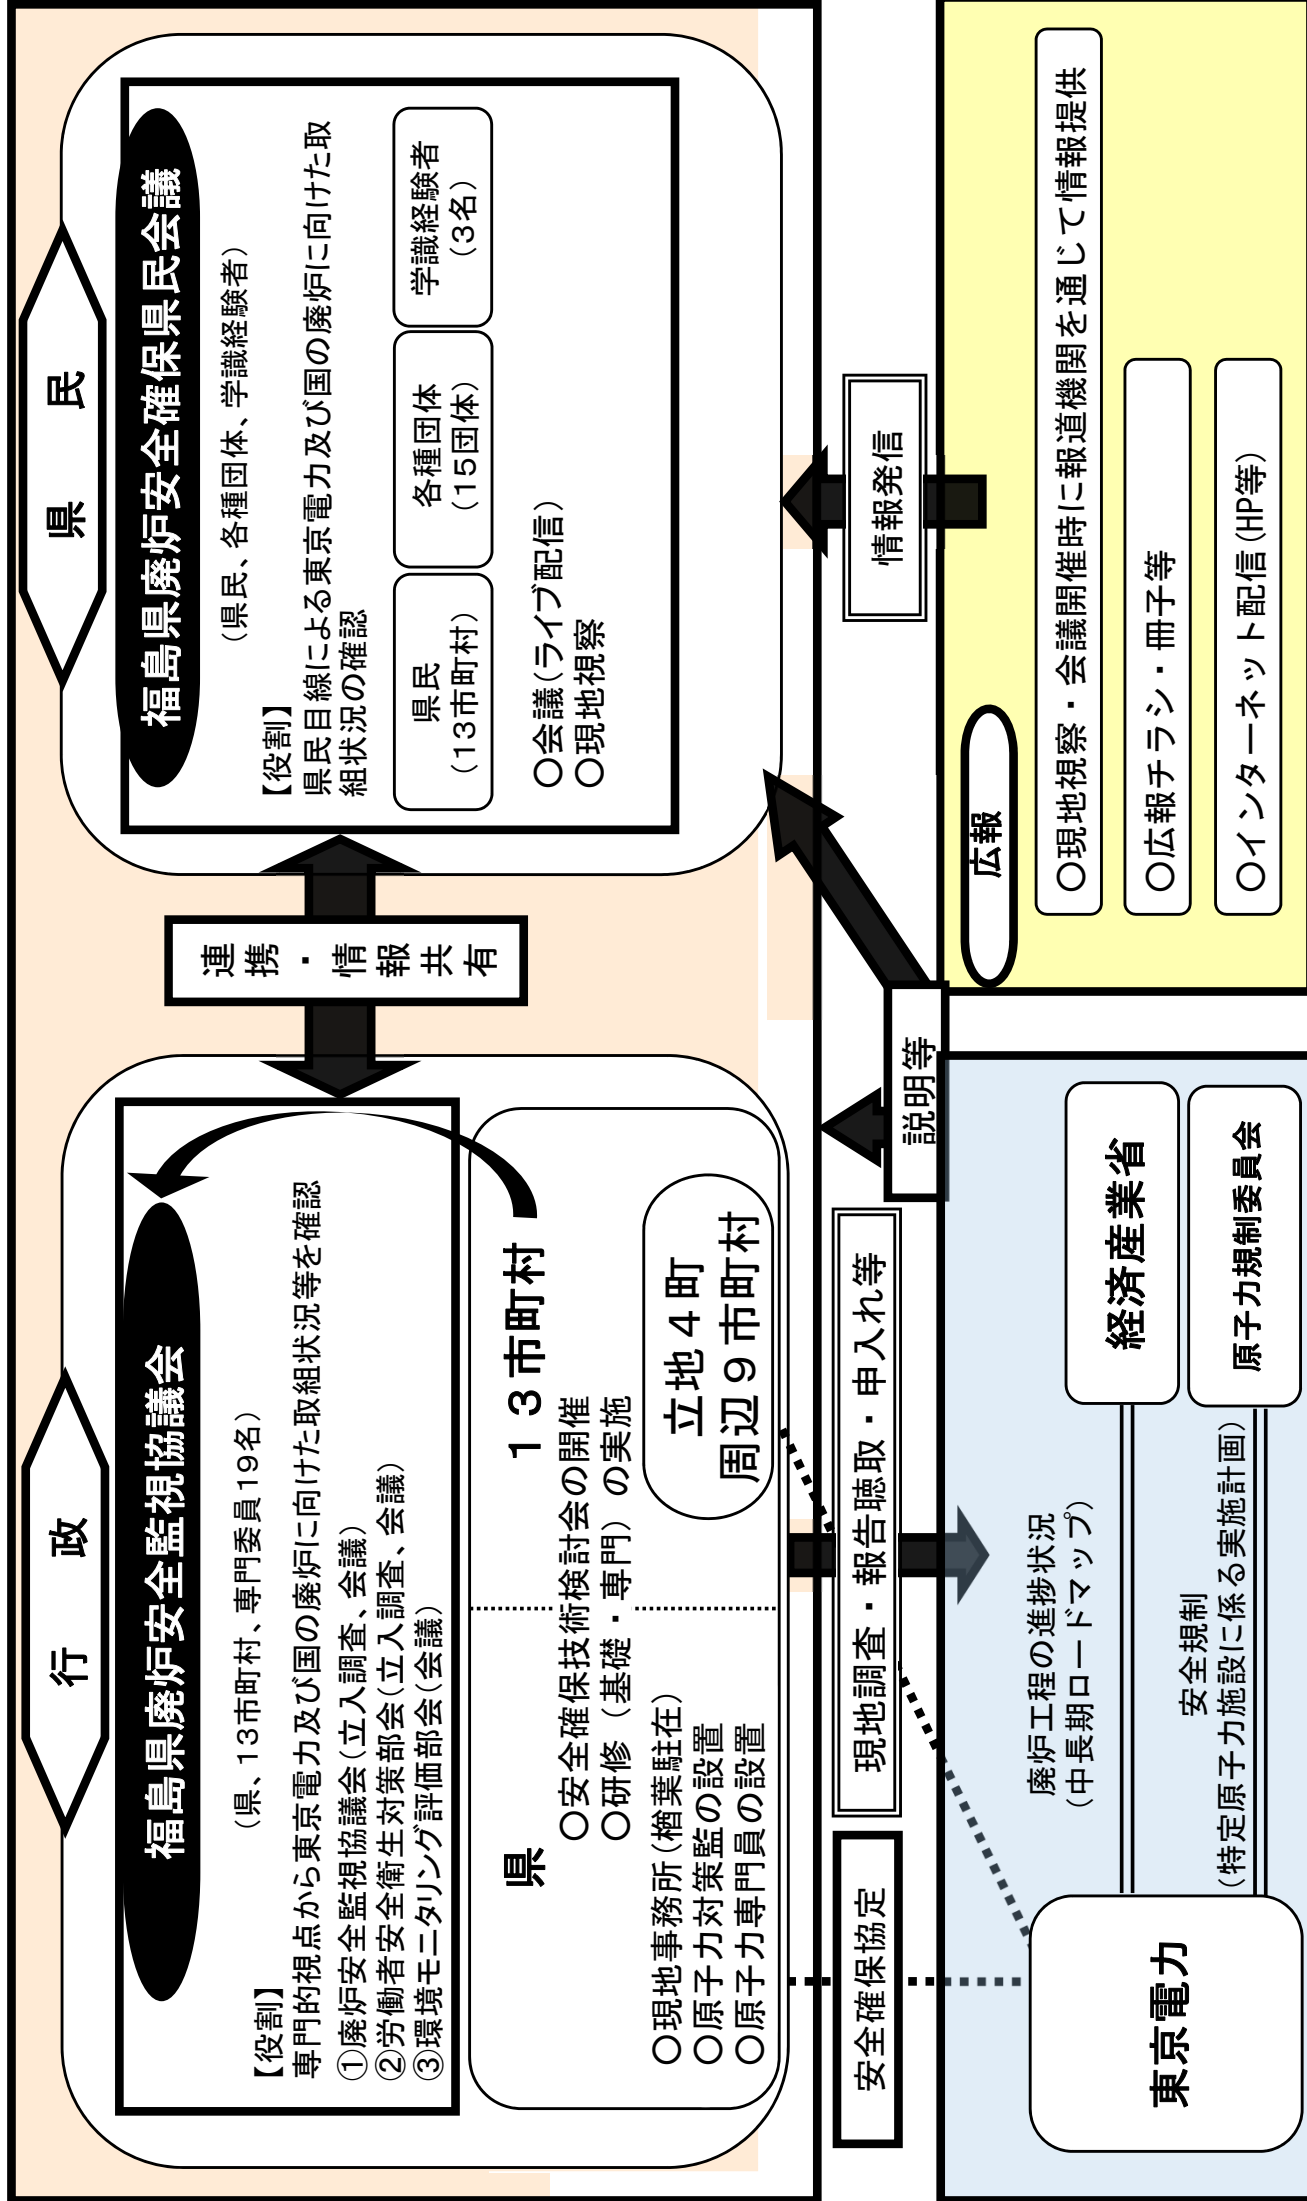 行　政
福島県廃炉安全監視協議会
（県、13市町村、専門委員19名）
【役割】
専門的視点から東京電力及び国の廃炉に向けた取組状況等を確認
①廃炉安全監視協議会（立入調査、会議）
②労働者安全衛生対策部会（立入調査、会議）
③環境モニタリング評価部会（会議）
県
１３市町村
○安全確保技術検討会の開催
○研修（基礎・専門）の実施
○現地事務所（楢葉駐在）
○原子力対策監の設置
○原子力専門員の設置
立地４町
周辺９市町村
連携・情報共有
県　民
福島県廃炉安全確保県民会議
（県民、各種団体、学識経験者）
【役割】
県民目線による東京電力及び国の廃炉に向けた取
組状況の確認
県民
（13市町村）
各種団体
（15団体）
学識経験者
（３名）
○会議（ライブ配信）
○現地視察
安全確保協定
現地調査・報告聴取・申入れ等
説明等
情報発信
東京電力
廃炉工程の進捗状況
（中長期ロードマップ）
安全規制
（特定原子力施設に係る実施計画）
経済産業省
原子力規制委員会
広報
○現地視察・会議開催時に報道機関を通じて情報提供
○広報チラシ・冊子等
○インターネット配信（HP等）